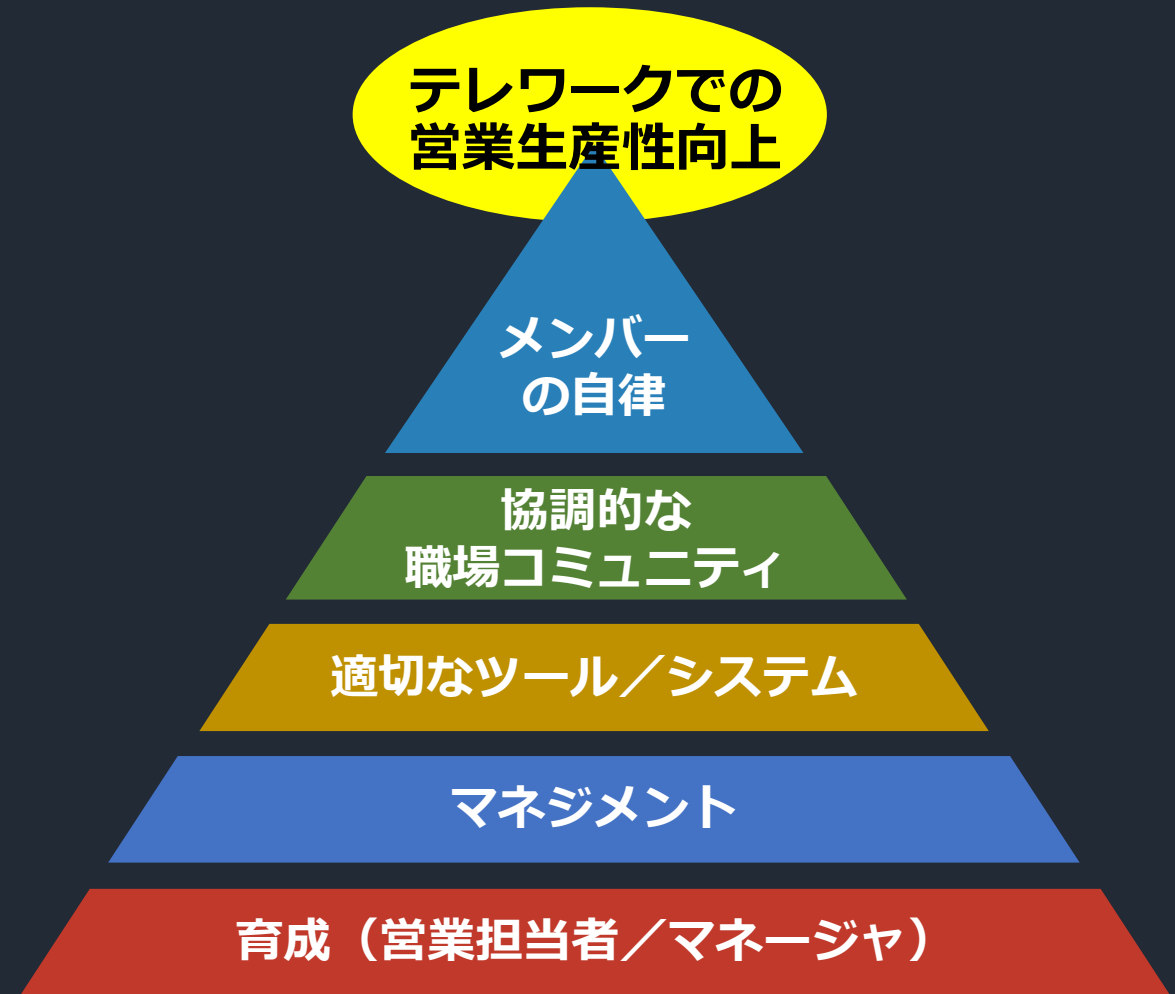 テレワークでの
営業生産性向上
メンバー
の自律
協調的な
職場コミュニティ
適切なツール／システム
マネジメント
育成（営業担当者／マネージャ）